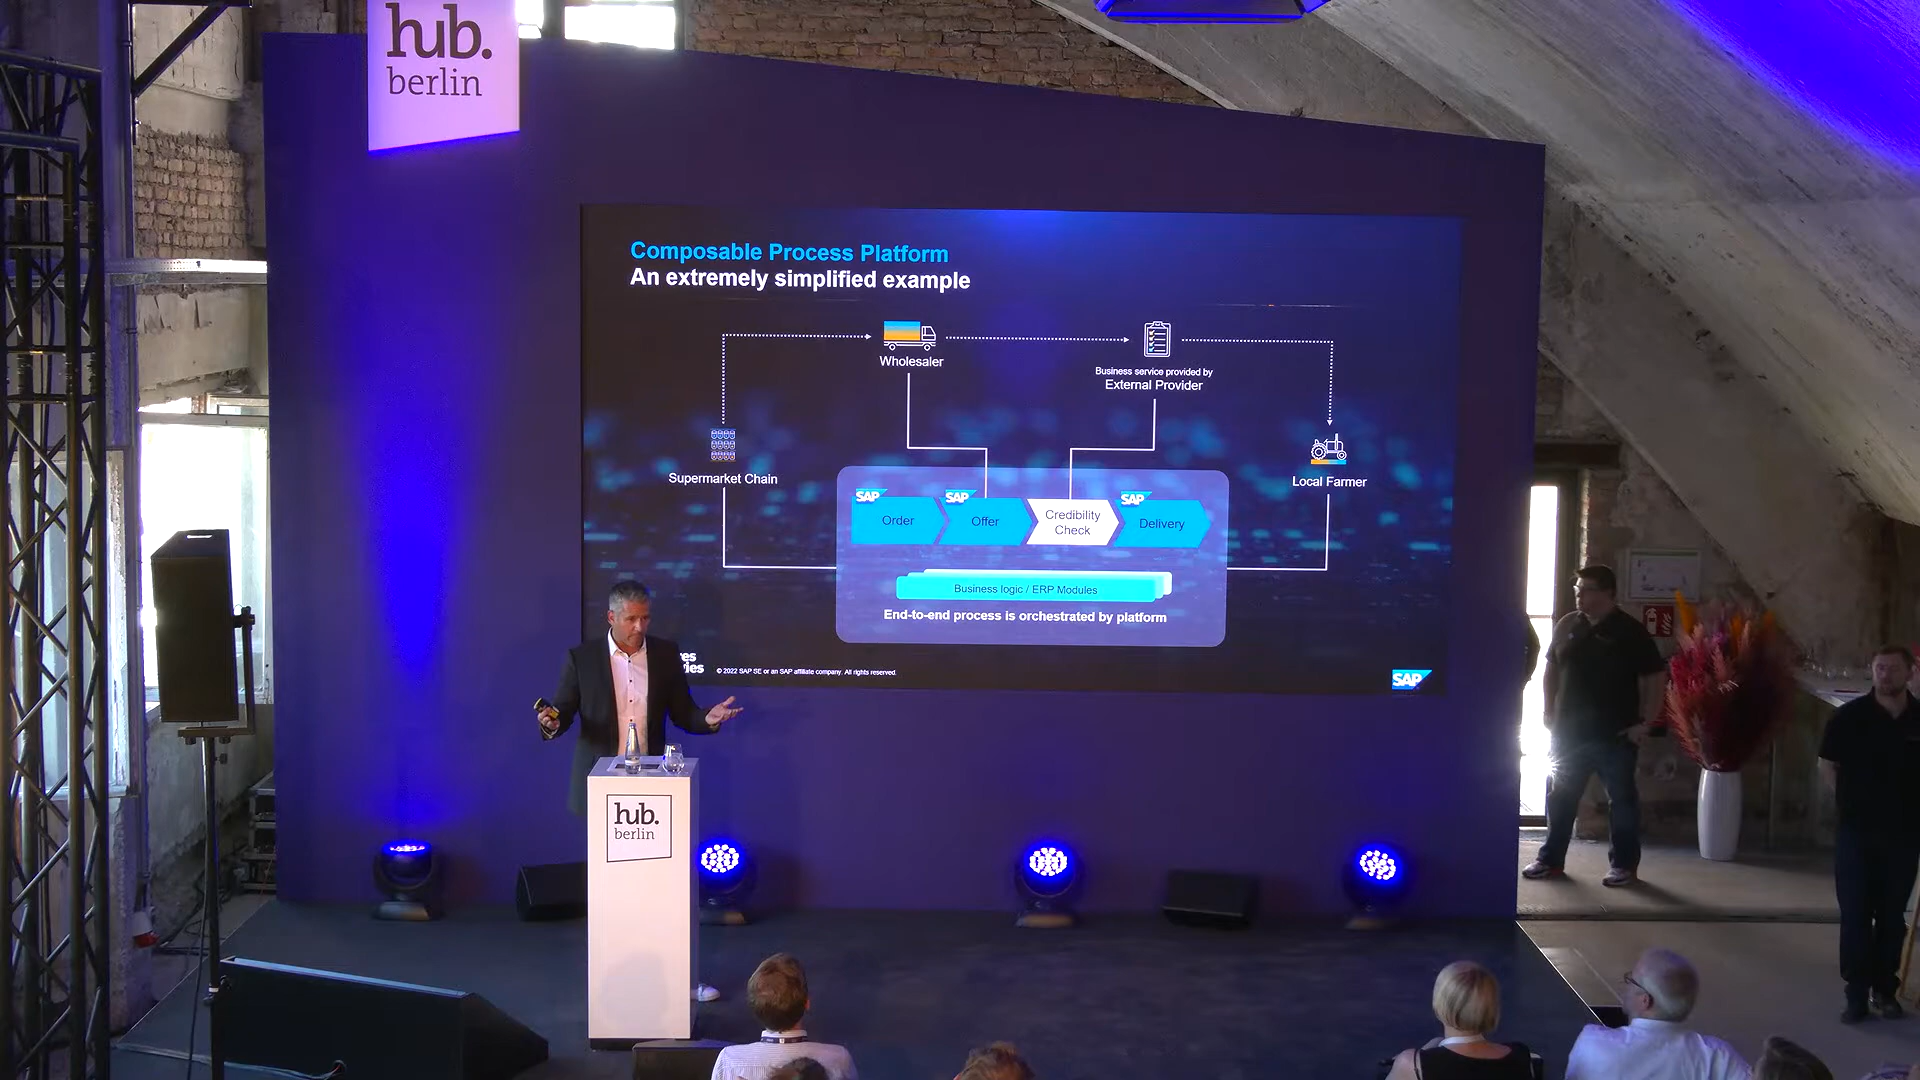 hub.
berlin
Composable Process Platform
An extremely simplified example
Wholesaler
Business service provided by
External Provider
Supermarket Chain
Local Farmer
SAP
Order
SAP
Offer
Credibility
Check
SAP
Delivery
Business logic / ERP Modules
End-to-end process is orchestrated by platform
© 2022 SAP SE or an SAP affiliate company. All rights reserved.
SAP
hub.
berlin